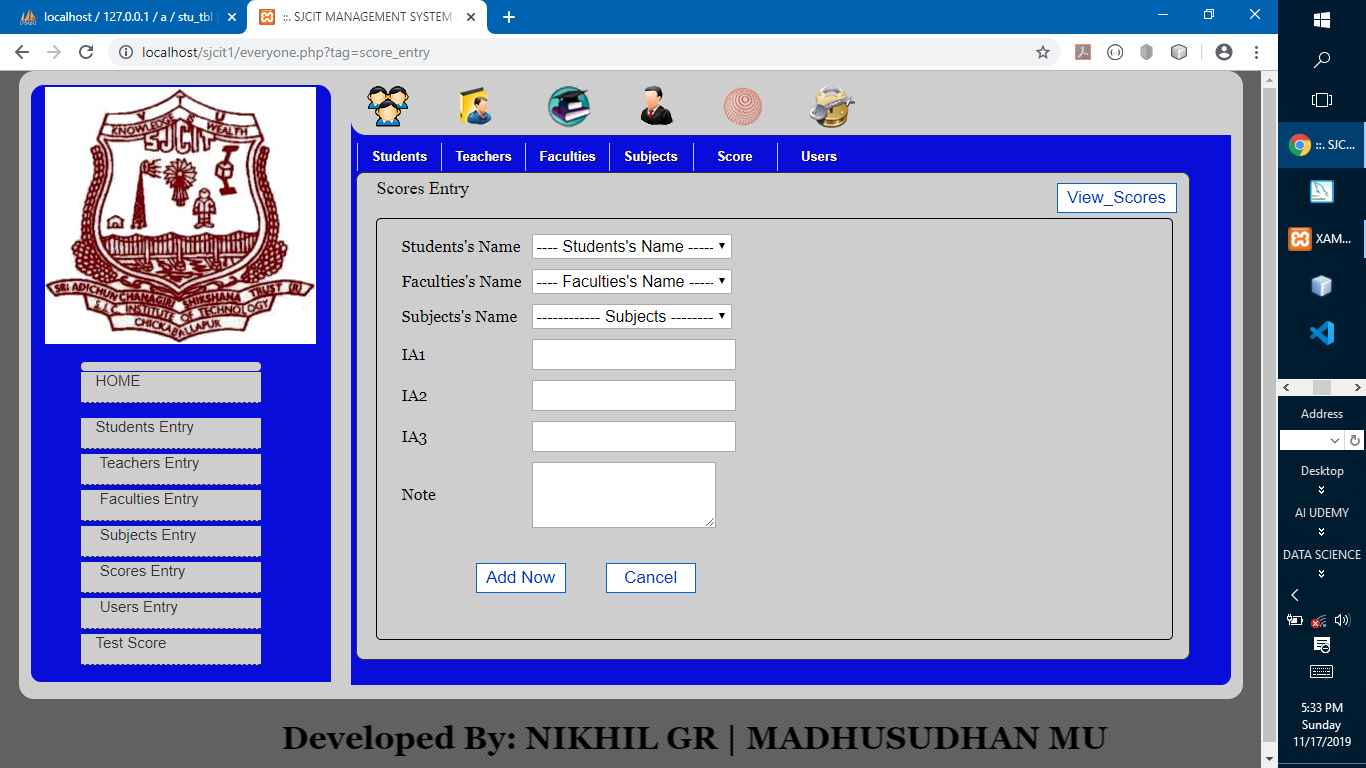 localhost / 127.0.0.1 / a / stu_tbl
::. SJCIT MANAGEMENT SYSTEM .
localhost/sjcit1/everyone.php?tag=score_entry
V T U
KNOWLEDGE WEALTH
SJCIT
SRI ADICHUNCHANAGIRI SHIKSHANA TRUST (R)
S.J.C. INSTITUTE OF TECHNOLOGY
CHICKABALLAPUR
HOME
Students Entry
Teachers Entry
Faculties Entry
Subjects Entry
Scores Entry
Users Entry
Test Score
Students
Teachers
Faculties
Subjects
Score
Users
Scores Entry
View_Scores
Students's Name
---- Students's Name -----
Faculties's Name
---- Faculties's Name -----
Subjects's Name
------------ Subjects --------
IA1
IA2
IA3
Note
Add Now
Cancel
Developed By: NIKHIL GR | MADHUSUDHAN MU
::. SJC...
XAM...
Address
Desktop
AI UDEMY
DATA SCIENCE
5:33 PM
Sunday
11/17/2019